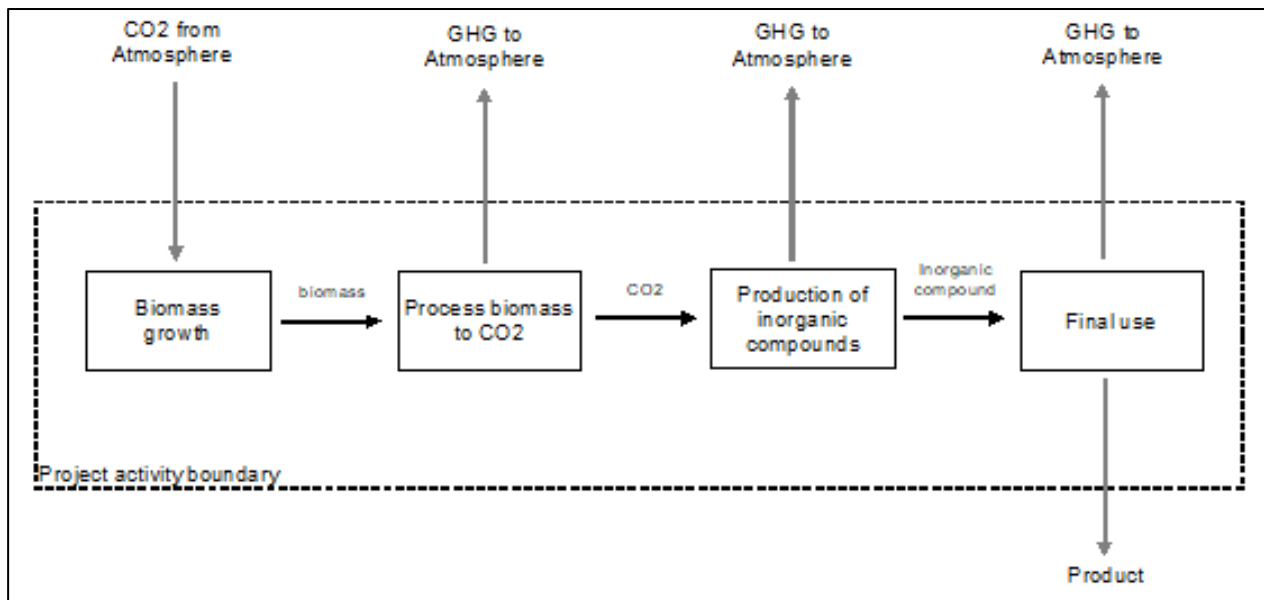 CO2 from
Atmosphere
GHG to
Atmosphere
GHG to
Atmosphere
GHG to
Atmosphere
Biomass
growth
biomass
Process biomass
to CO2
CO2
Production of
inorganic
compounds
Inorganic
compound
Final use
Project activity boundary
Product